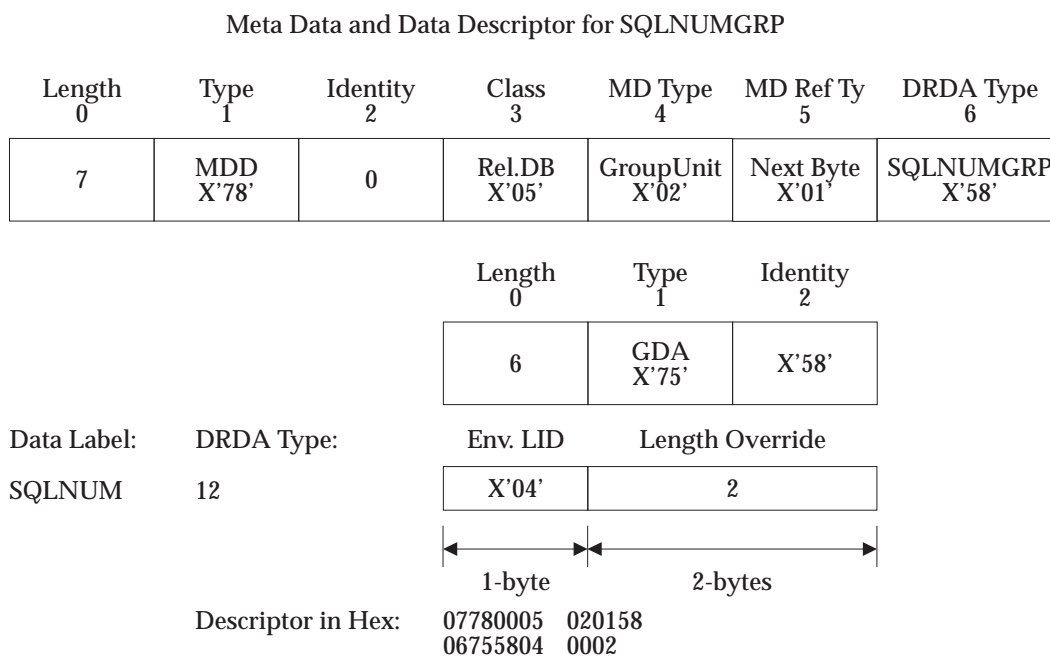 Meta Data and Data Descriptor for SQLNUMGRP
Length Type Identity Class MD Type MD Ref Ty DRDA Type
0 1 2 3 4 5 6
7 MDD 0 Rel.DB GroupUnit Next Byte SQLNUMGRP
X'78' X'05' X'02' X'01' X'58'
Length Type Identity
0 1 2
6 GDA X'58'
X'75'
Data Label: DRDA Type: Env. LID Length Override
SQLNUM 12 X'04' 2
1-byte 2-bytes
Descriptor in Hex: 07780005 020158
06755804 0002